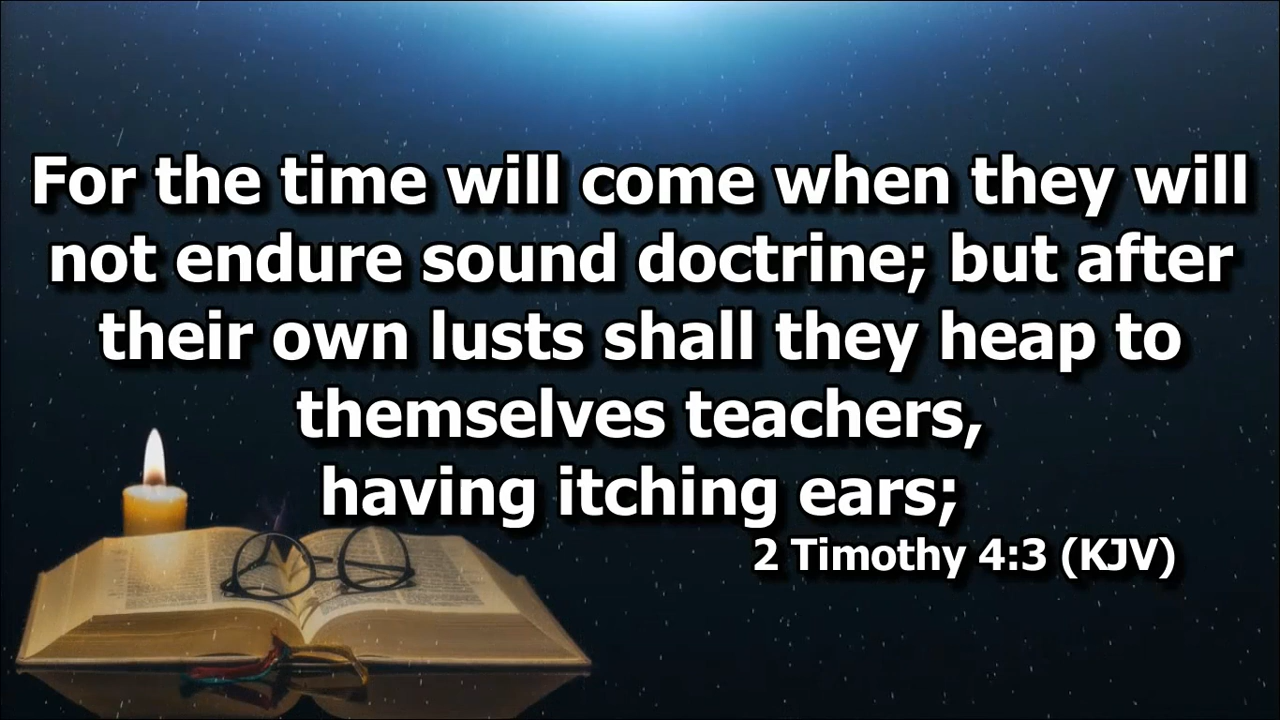 For the time will come when they will
not endure sound doctrine; but after
their own lusts shall they heap to
themselves teachers,
having itching ears;
2 Timothy 4:3 (KJV)